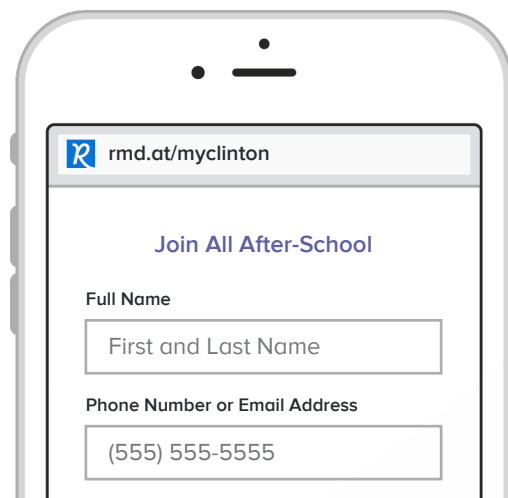 rmd.at/myclinton
Join All After-School
Full Name
First and Last Name
Phone Number or Email Address
(555) 555-5555